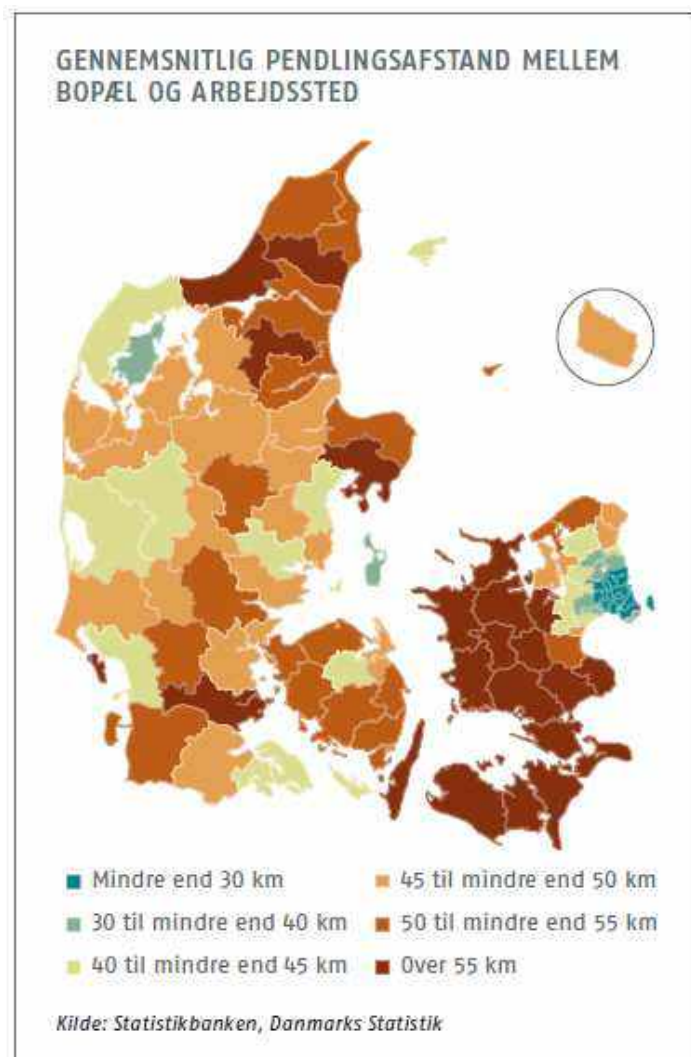 GENNEMSNITLIG PENDLINGSAFSTAND MELLEM
BOPÆL OG ARBEJDSSTED
Mindre end 30 km
45 til mindre end 50 km
30 til mindre end 40 km
50 til mindre end 55 km
40 til mindre end 45 km
Over 55 km
Kilde: Statistikbanken, Danmarks Statistik